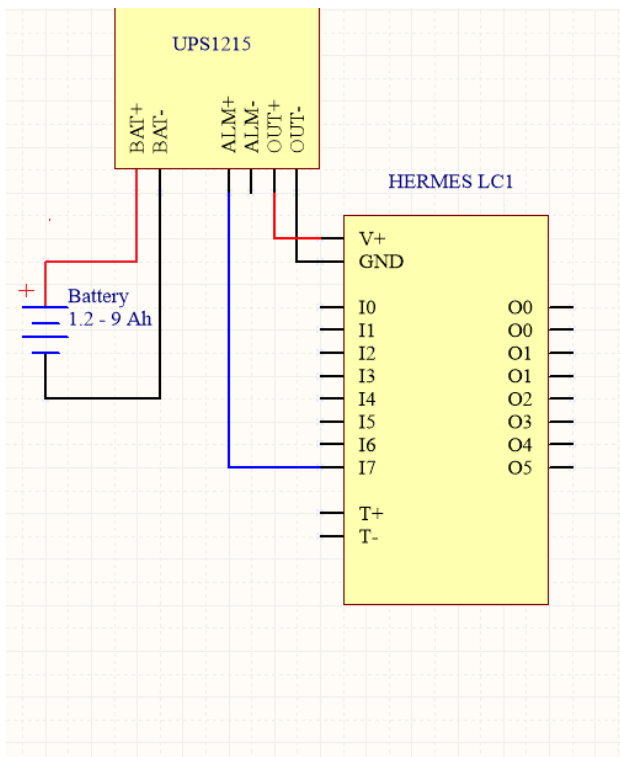 UPS1215
BAT+
BAT-
ALM+
ALM-
OUT+
OUT-
HERMES LC1
V+
GND
+
Battery
1.2 - 9 Ah
I0
I1
I2
I3
I4
I5
I6
I7
O0
O0
O1
O1
O2
O3
O4
O5
T+
T-